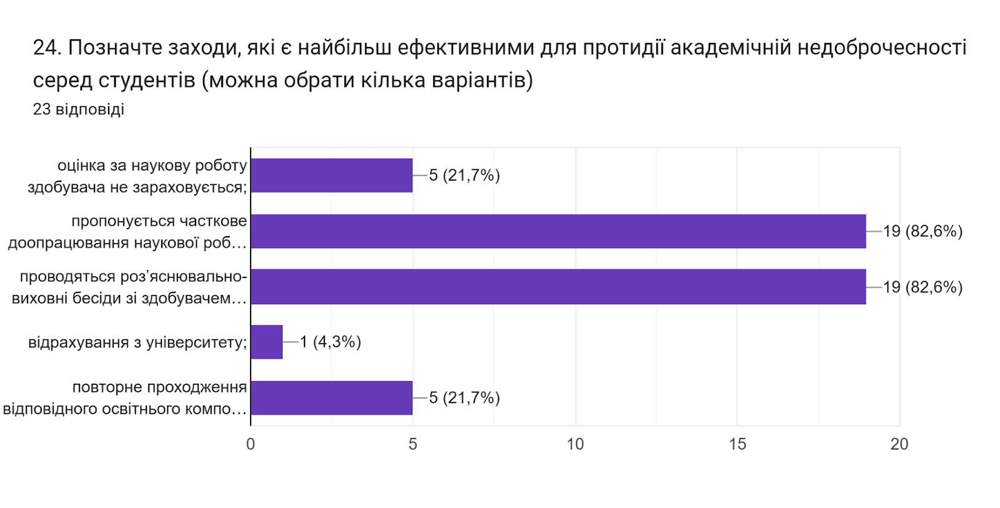 24. Позначте заходи, які є найбільш ефективними для протидії академічній недоброчесності
серед студентів (можна обрати кілька варіантів)
23 відповіді
оцінка за наукову роботу
здобувача не зараховується;
5 (21,7%)
пропонується часткове
доопрацювання наукової роб…
19 (82,6%)
проводяться роз’яснювально-
виховні бесіди зі здобувачем…
19 (82,6%)
відрахування з університету;
1 (4,3%)
повторне проходження
відповідного освітнього компо…
5 (21,7%)
0 5 10 15 20